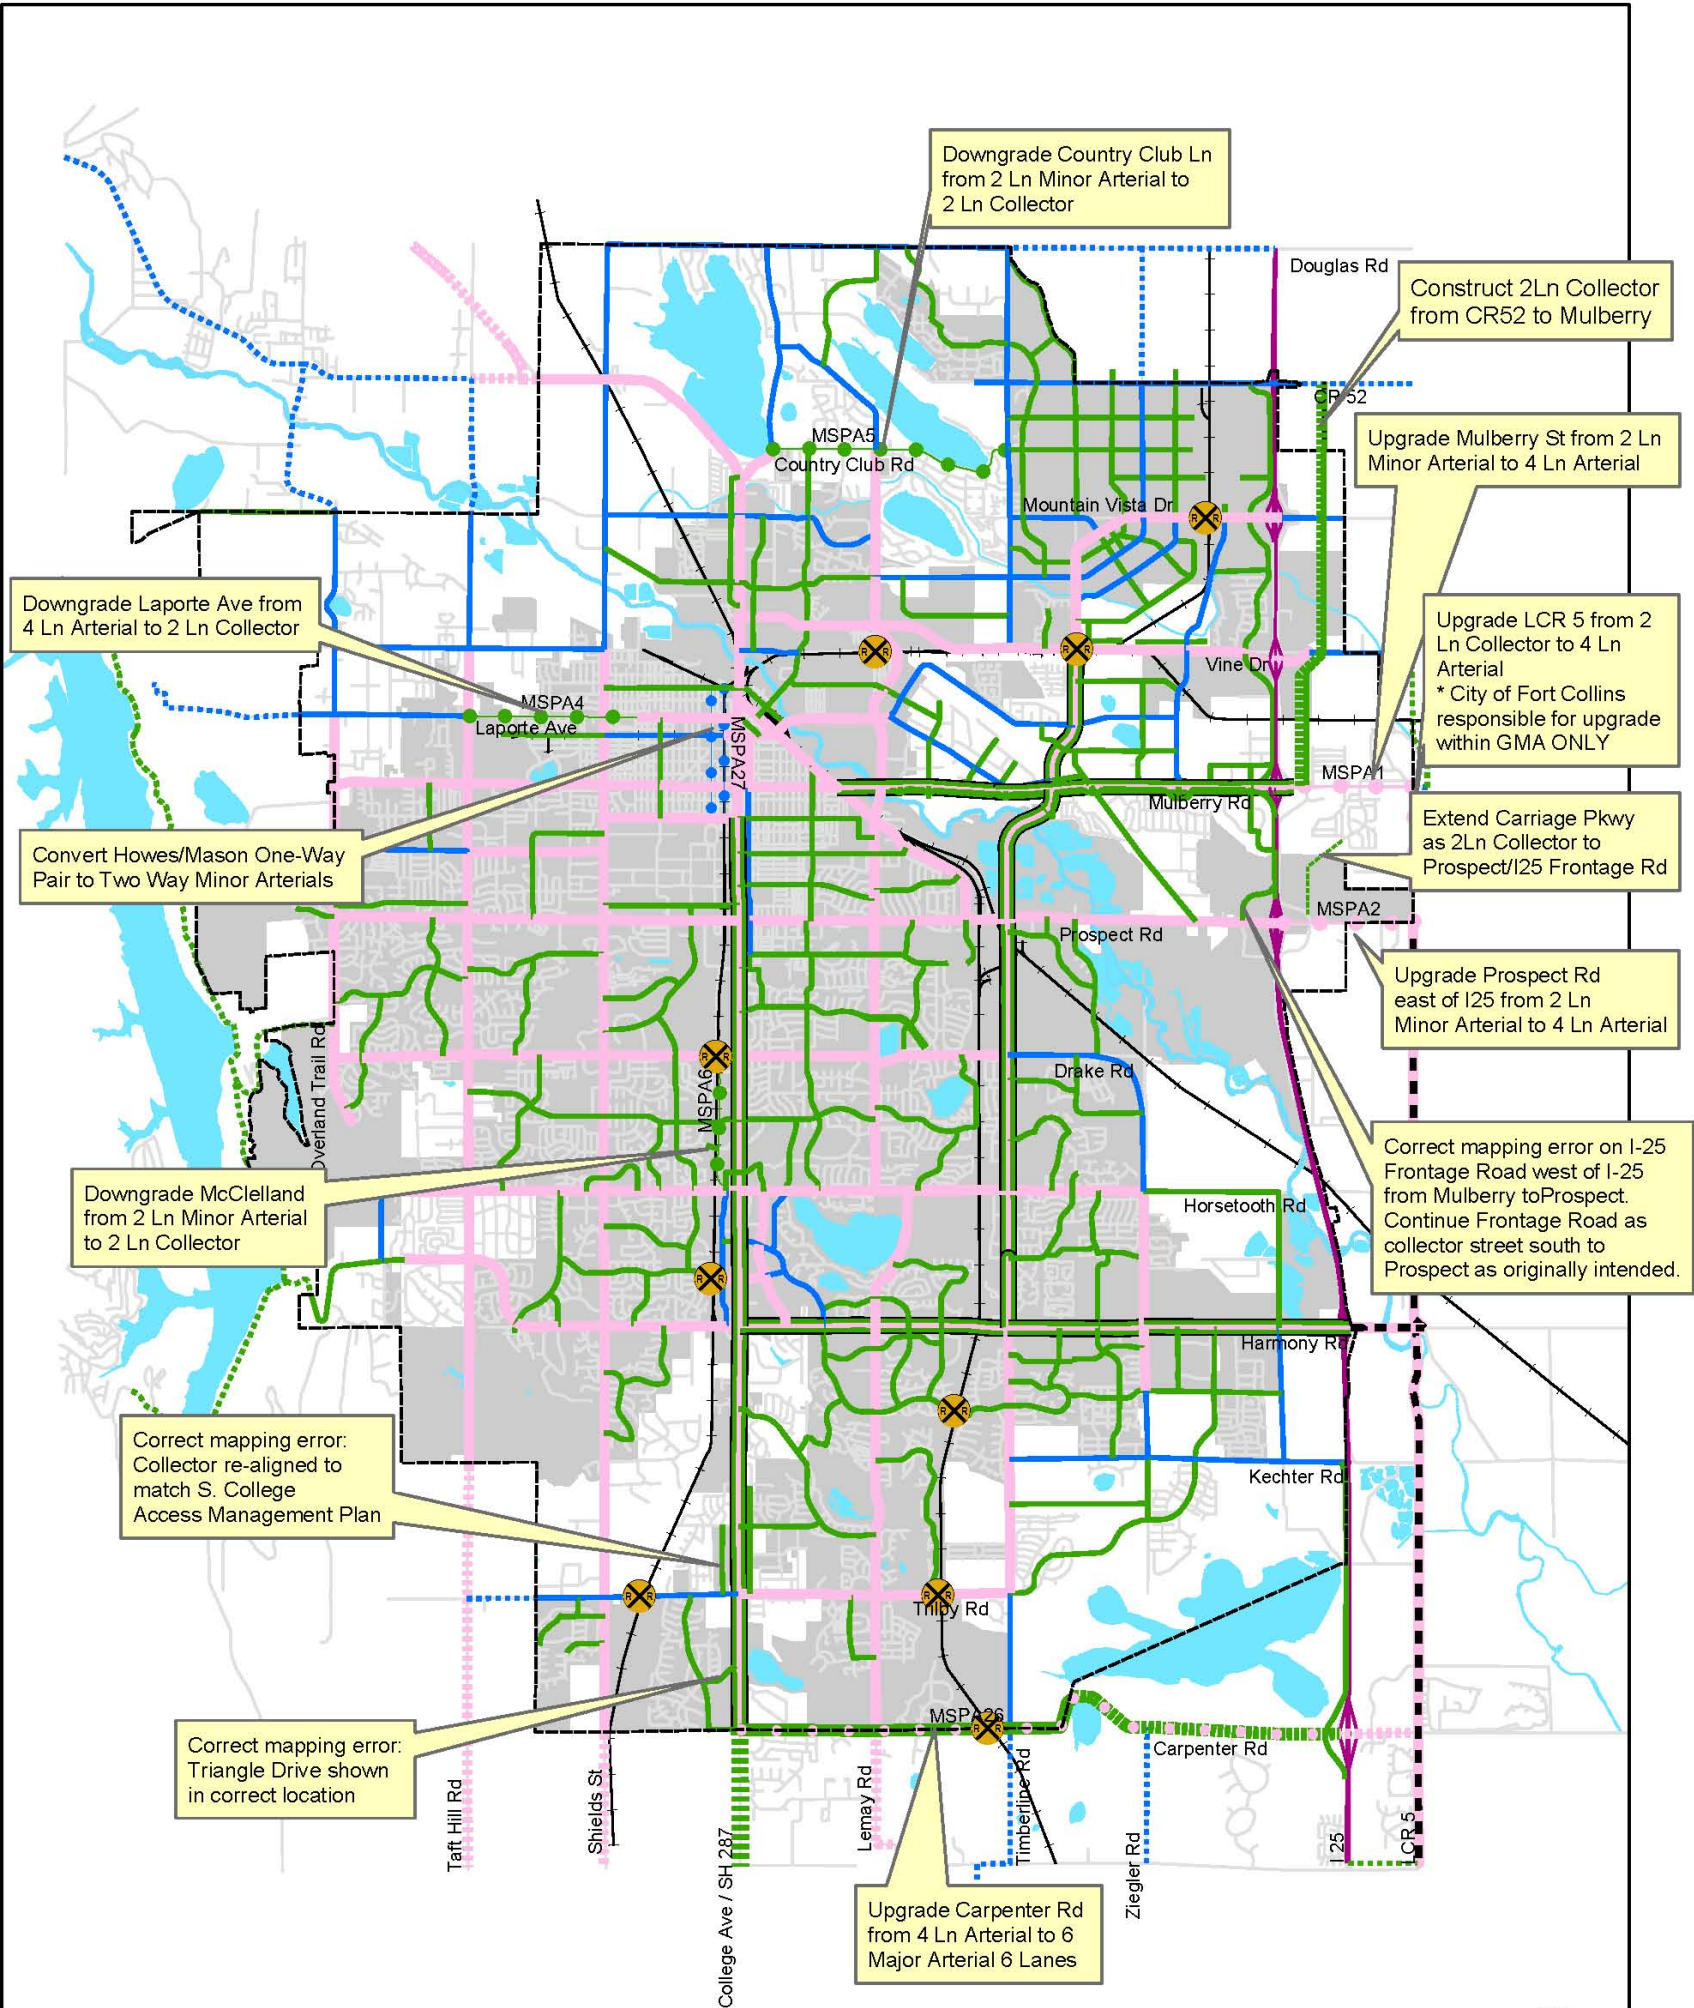 Downgrade Country Club Ln
from 2 Ln Minor Arterial to
2 Ln Collector
Douglas Rd
Construct 2Ln Collector
from CR52 to Mulberry
CR 52
Upgrade Mulberry St from 2 Ln
Minor Arterial to 4 Ln Arterial
MSPA5
Country Club Rd
Mountain Vista Dr
R R
Downgrade Laporte Ave from
4 Ln Arterial to 2 Ln Collector
Upgrade LCR 5 from 2
Ln Collector to 4 Ln
Arterial
* City of Fort Collins
responsible for upgrade
within GMA ONLY
R R
R R
Vine Dr
MSPA4
Laporte Ave
MSPA27
MSPA1
Mulberry Rd
Convert Howes/Mason One-Way
Pair to Two Way Minor Arterials
Extend Carriage Pkwy
as 2Ln Collector to
Prospect/I25 Frontage Rd
MSPA2
Prospect Rd
Upgrade Prospect Rd
east of I25 from 2 Ln
Minor Arterial to 4 Ln Arterial
Overland Trail Rd
R R
MSPA6
Drake Rd
Correct mapping error on I-25
Frontage Road west of I-25
from Mulberry toProspect.
Continue Frontage Road as
collector street south to
Prospect as originally intended.
Downgrade McClelland
from 2 Ln Minor Arterial
to 2 Ln Collector
Horsetooth Rd
R R
Harmony Rd
R R
Correct mapping error:
Collector re-aligned to
match S. College
Access Management Plan
Kechter Rd
R R
R R
Trilby Rd
Correct mapping error:
Triangle Drive shown
in correct location
MSPA26
R R
Carpenter Rd
Taft Hill Rd
Shields St
College Ave / SH 287
Lemay Rd
Timberline Rd
Ziegler Rd
I 25
LCR 5
Upgrade Carpenter Rd
from 4 Ln Arterial to 6
Major Arterial 6 Lanes